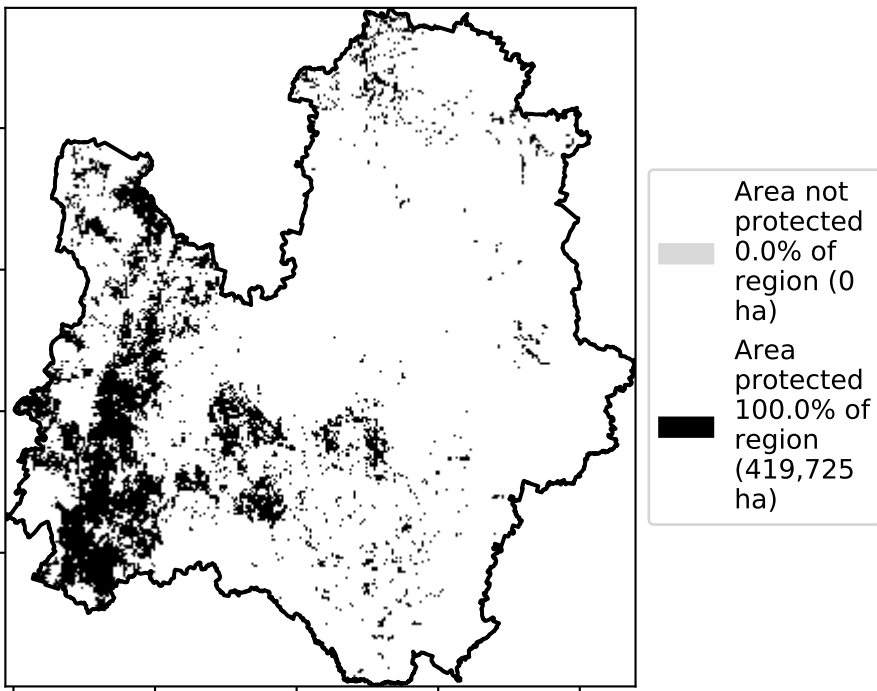 Area not
protected
0.0% of
region (0
ha)
Area
protected
100.0% of
region
(419,725
ha)